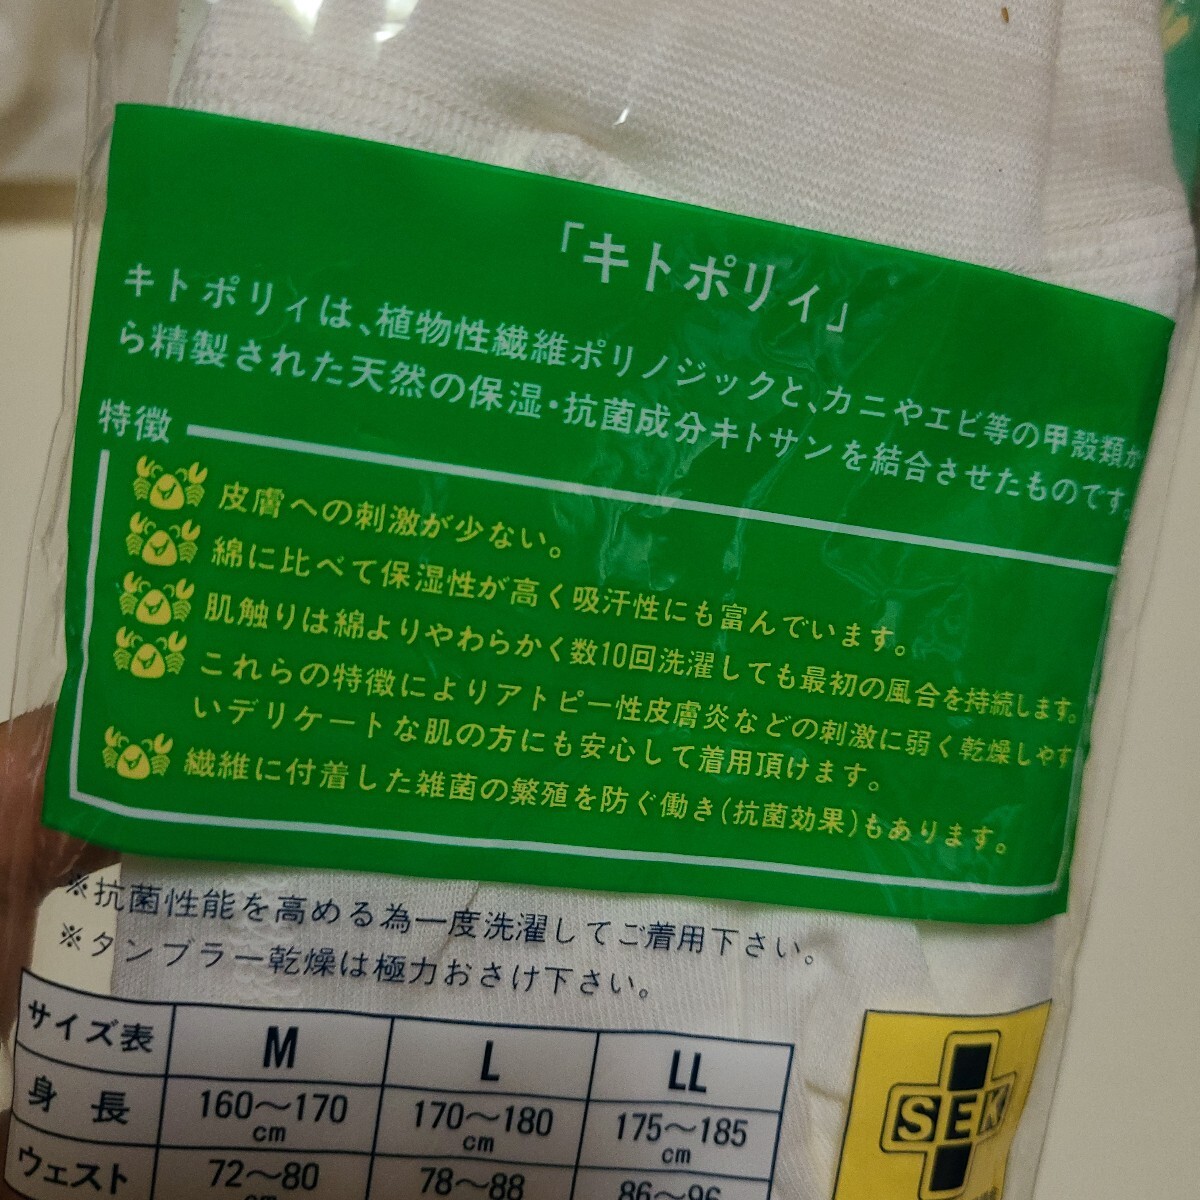 「キトポリィ」
キトポリィは、植物性繊維ポリノジックと、カニやエビ等の甲殻類か
ら精製された天然の保湿・抗菌成分キトサンを結合させたものです。
特徴
皮膚への刺激が少ない。
綿に比べて保湿性が高く吸汗性にも富んでいます。
肌触りは綿よりやわらかく数10回洗濯しても最初の風合を持続します。
これらの特徴によりアトピー性皮膚炎などの刺激に弱く乾燥しやす
いデリケートな肌の方にも安心して着用頂けます。
繊維に付着した雑菌の繁殖を防ぐ働き(抗菌効果)もあります。
※抗菌性能を高める為一度洗濯してご着用下さい。
※タンブラー乾燥は極力おさけ下さい。
サイズ表 M L LL
身長 160〜170cm 170〜180cm 175〜185cm
ウェスト 72〜80cm 78〜88 86〜96
SEK